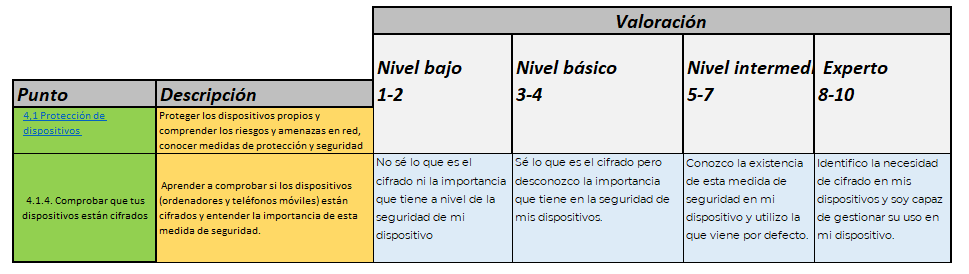 Valoración
Nivel bajo
1-2
Nivel básico
3-4
Nivel intermedi
5-7
Experto
8-10
Punto
Descripción
4,1 Protección de
dispositivos
Proteger los dispositivos propios y
comprender los riesgos y amenazas en red,
conocer medidas de protección y seguridad
4.1.4. Comprobar que tus
dispositivos están cifrados
Aprender a comprobar si los dispositivos
(ordenadores y teléfonos móviles) están
cifrados y entender la importancia de esta
medida de seguridad.
No sé lo que es el
cifrado ni la importancia
que tiene a nivel de la
seguridad de mi
dispositivo
Sé lo que es el cifrado pero
desconozco la importancia
que tiene en la seguridad de
mis dispositivos.
Conozco la existencia
de esta medida de
seguridad en mi
dispositivo y utilizo la
que viene por defecto.
Identifico la necesidad
de cifrado en mis
dispositivos y soy capaz
de gestionar su uso en
mi dispositivo.